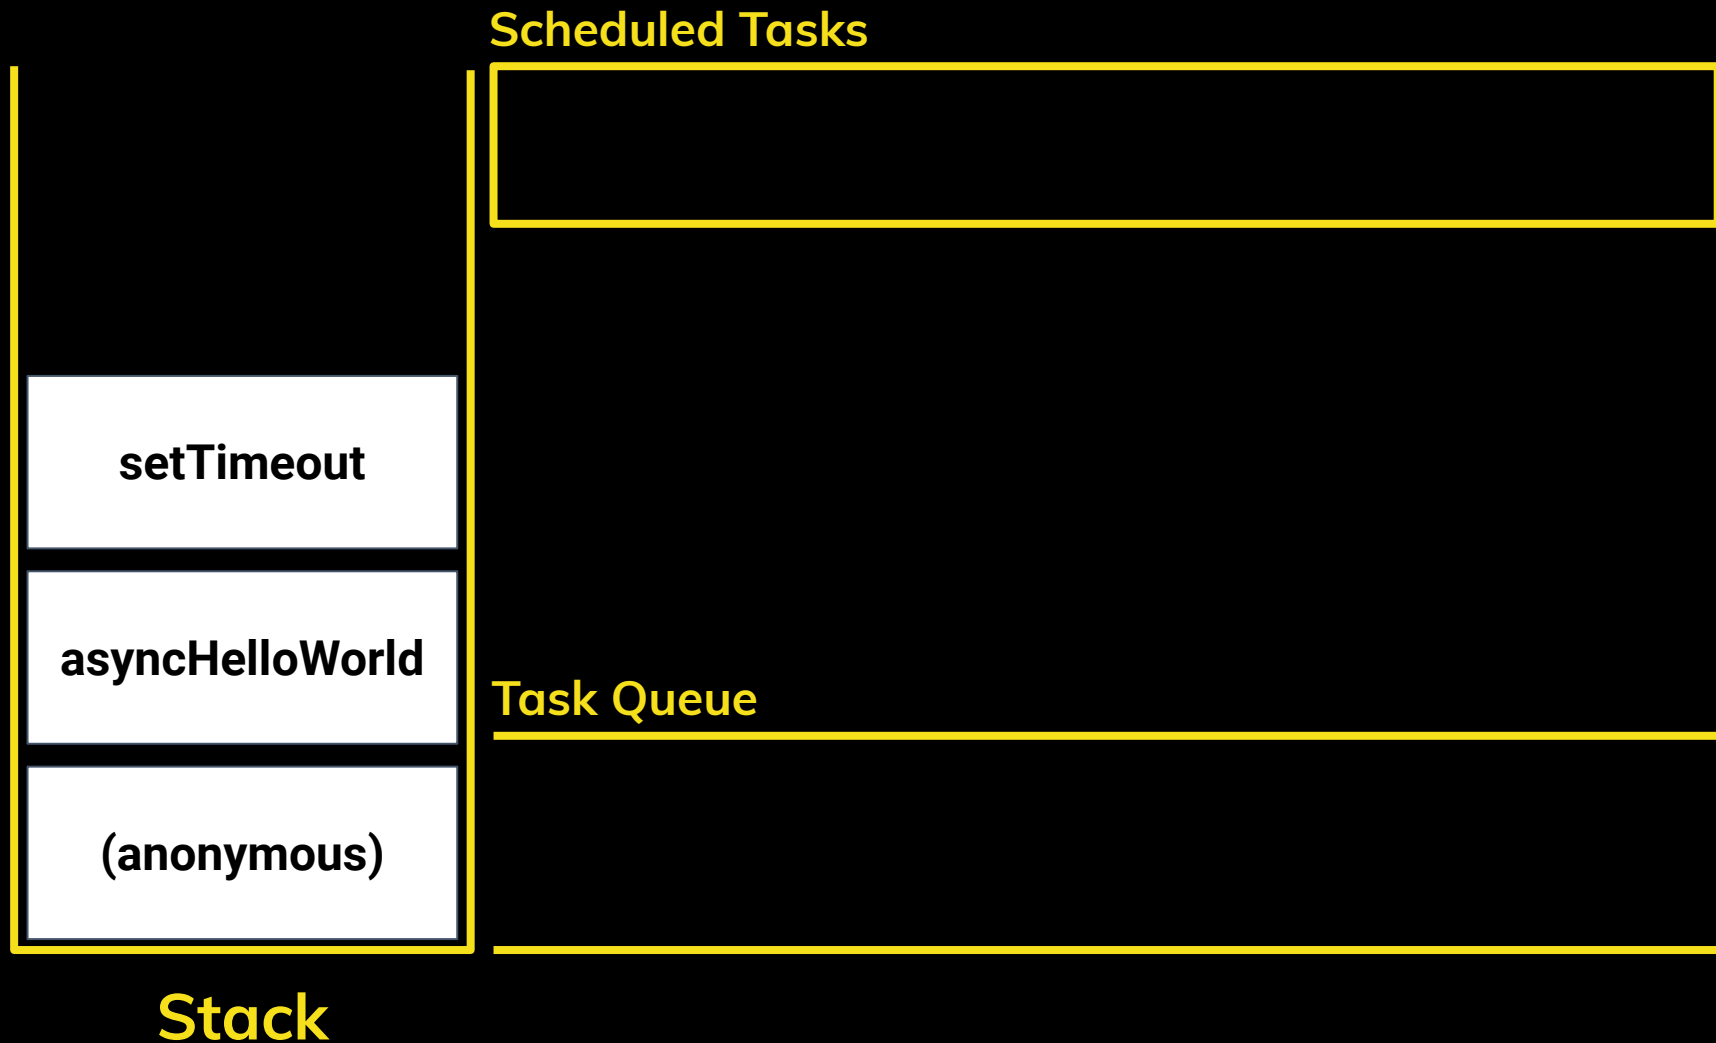 Scheduled Tasks
setTimeout
asyncHelloWorld
Task Queue
(anonymous)
Stack